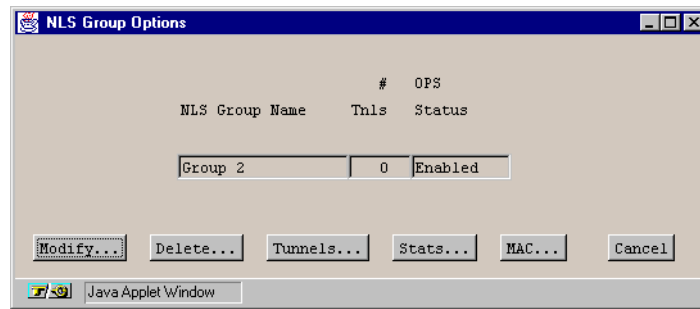 NLS Group Options
# OPS
NLS Group Name Tnls Status
Group 2 0 Enabled
Modify... Delete... Tunnels... Stats... MAC... Cancel
Java Applet Window